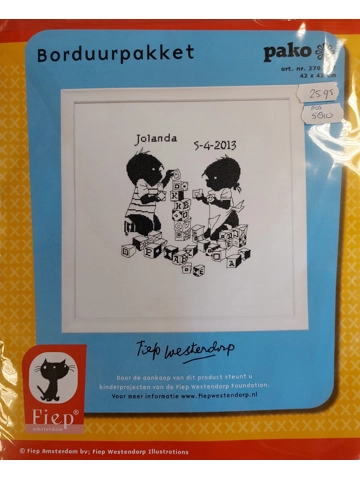 Borduurpakket
pako
art. nr. 270
42 x 42
25.95
Jolanda
5-4-2013
Fiep Westendorp
Door de aankoop van dit product steunt u
kinderprojecten van de Fiep Westendorp Foundation.
Voor meer informatie www.fiepwestendorp.nl
Fiep®
amsterdam
© Fiep Amsterdam bv; Fiep Westendorp Illustrations